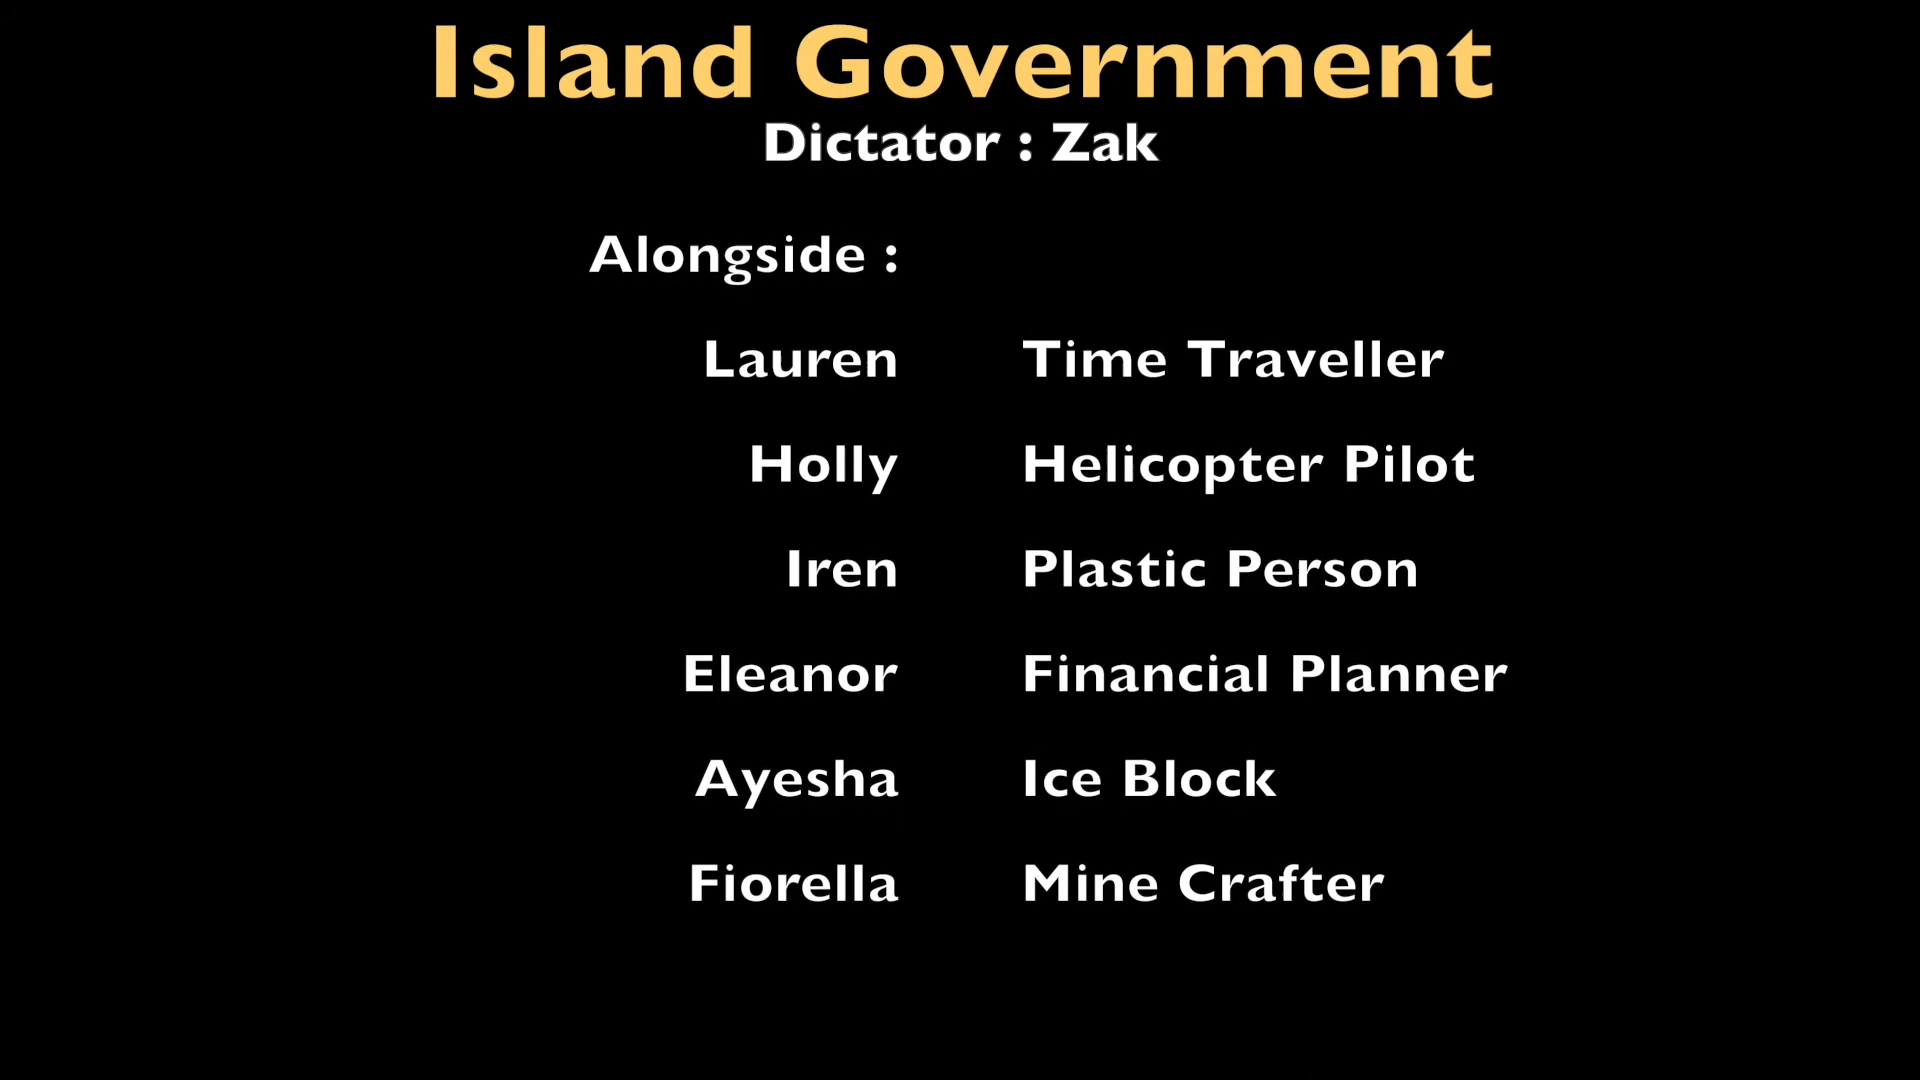 Island Government
Dictator : Zak
Alongside :
Lauren Time Traveller
Holly Helicopter Pilot
Iren Plastic Person
Eleanor Financial Planner
Ayesha Ice Block
Fiorella Mine Crafter